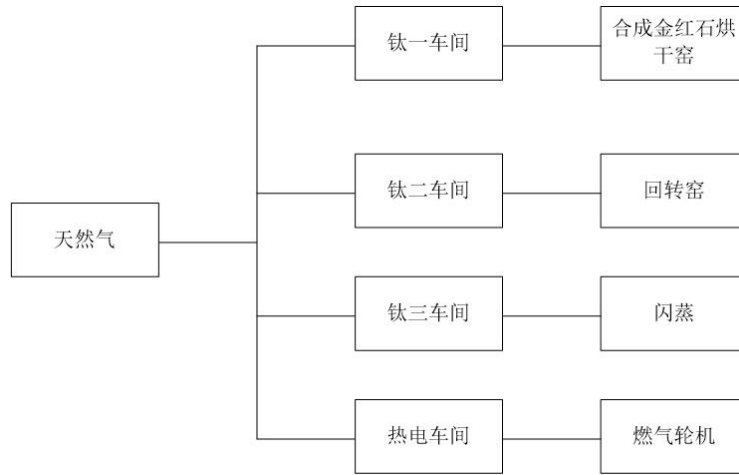 钛一车间
合成金红石烘
干窑
钛二车间
回转窑
天然气
钛三车间
闪蒸
热电车间
燃气轮机